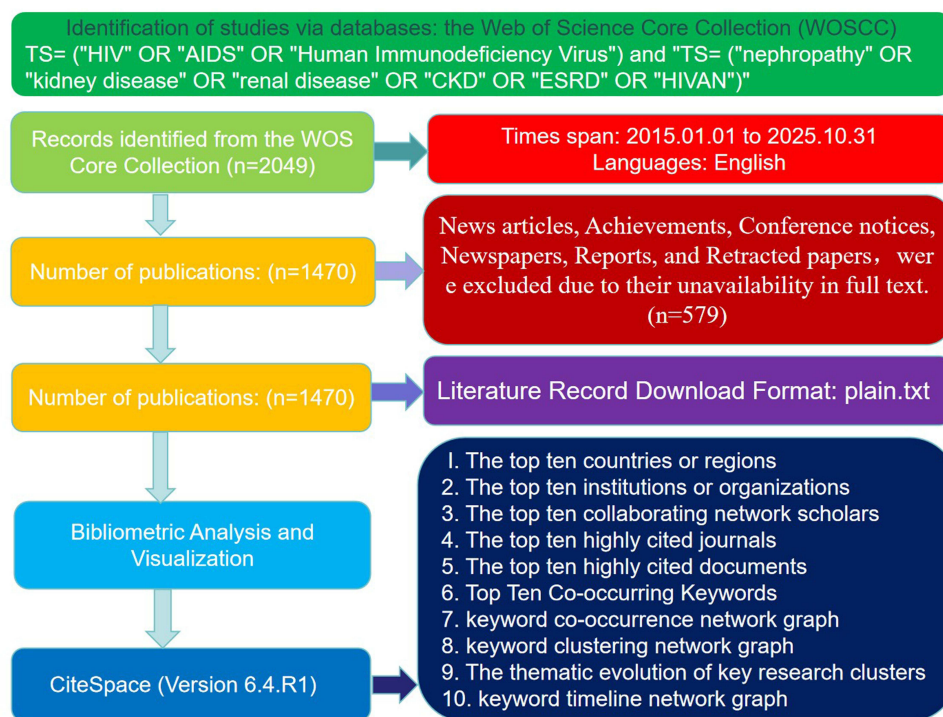 Identification of studies via databases: the Web of Science Core Collection (WOSCC)
TS= ("HIV" OR "AIDS" OR "Human Immunodeficiency Virus") and "TS= ("nephropathy" OR
"kidney disease" OR "renal disease" OR "CKD" OR "ESRD" OR "HIVAN")"
Records identified from the WOS
Core Collection (n=2049)
Times span: 2015.01.01 to 2025.10.31
Languages: English
Number of publications: (n=1470)
News articles, Achievements, Conference notices,
Newspapers, Reports, and Retracted papers，wer
e excluded due to their unavailability in full text.
(n=579)
Number of publications: (n=1470)
Literature Record Download Format: plain.txt
Bibliometric Analysis and
Visualization
CiteSpace (Version 6.4.R1)
I. The top ten countries or regions
2. The top ten institutions or organizations
3. The top ten collaborating network scholars
4. The top ten highly cited journals
5. The top ten highly cited documents
6. Top Ten Co-occurring Keywords
7. keyword co-occurrence network graph
8. keyword clustering network graph
9. The thematic evolution of key research clusters
10. keyword timeline network graph